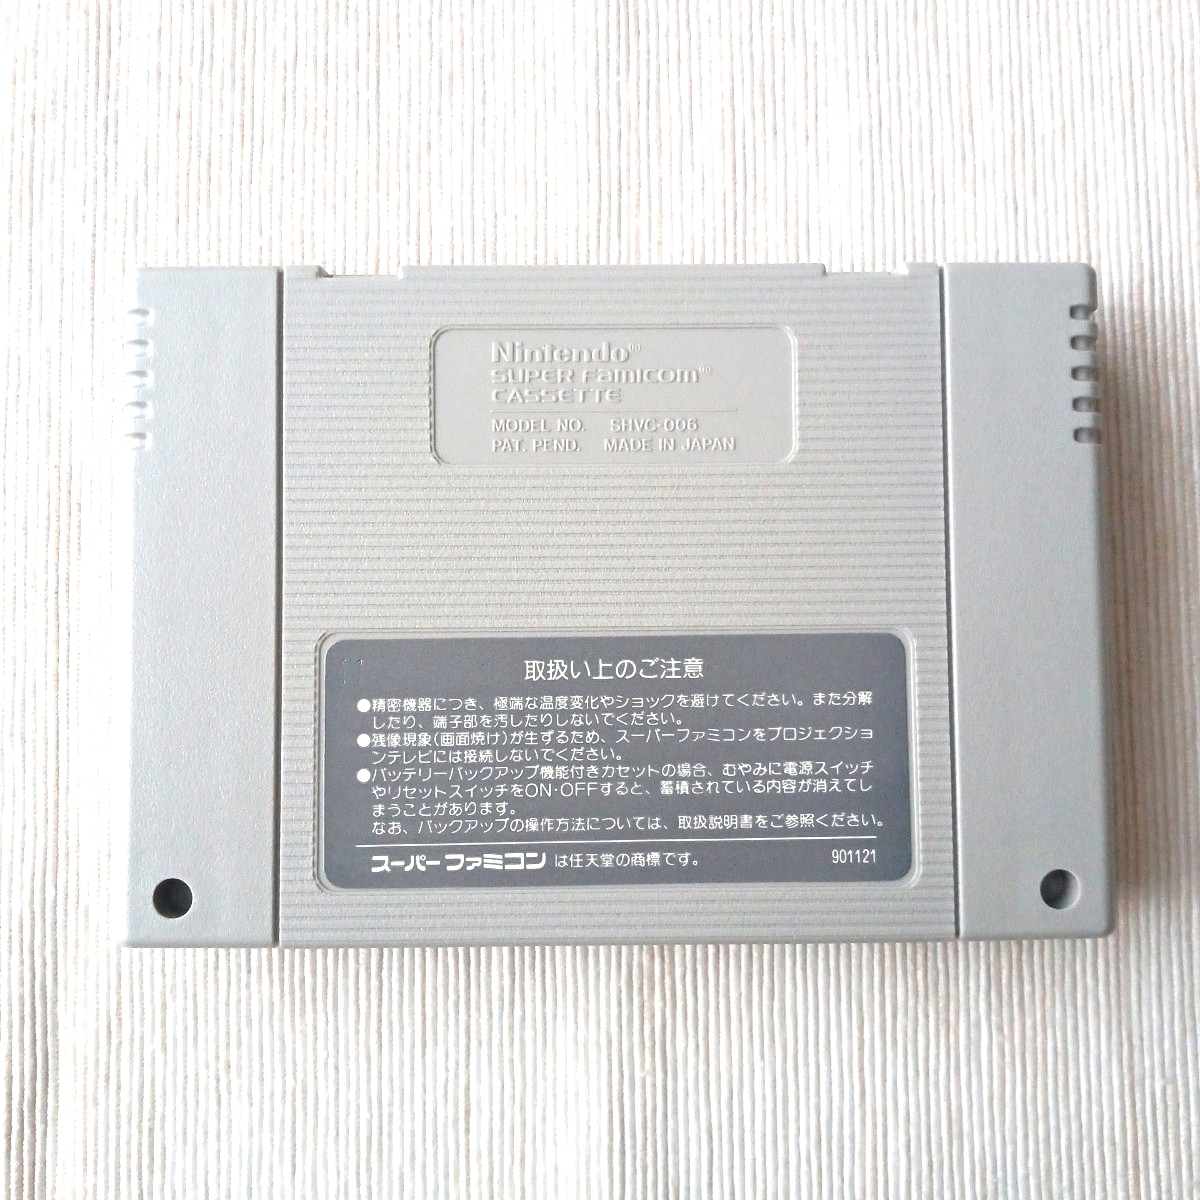 Nintendo®
SUPER FAMICOM®
CASSETTE
MODEL NO. SHVC-006
PAT. PEND. MADE IN JAPAN
取扱い上のご注意
●精密機器につき、極端な温度変化やショックを避けてください。また分解
したり、端子部を汚したりしないでください。
●残像現象(画面焼け)が生ずるため、スーパーファミコンをプロジェクショ
ンテレビには接続しないでください。
●バッテリーバックアップ機能付きカセットの場合、むやみに電源スイッチ
やリセットスイッチをON・OFFすると、蓄積されている内容が消えてし
まうことがあります。
なお、バックアップの操作方法については、取扱説明書をご参照ください。
スーパーファミコン は任天堂の商標です。 901121